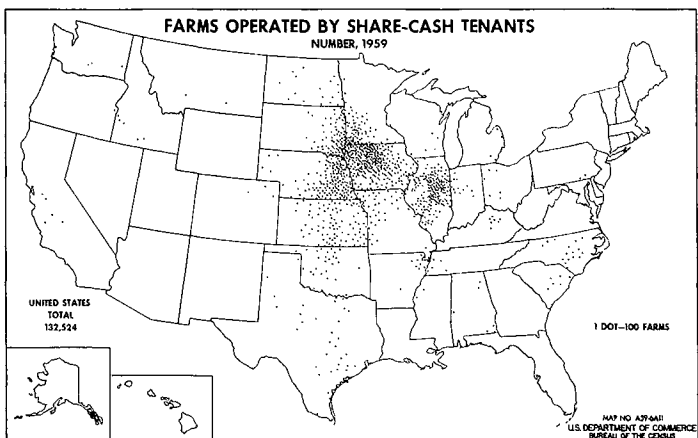 FARMS OPERATED BY SHARE-CASH TENANTS
NUMBER, 1959
UNITED STATES
TOTAL
132,524
1 DOT—100 FARMS
MAP NO A59-6A11
U.S. DEPARTMENT OF COMMERCE
BUREAU OF THE CENSUS